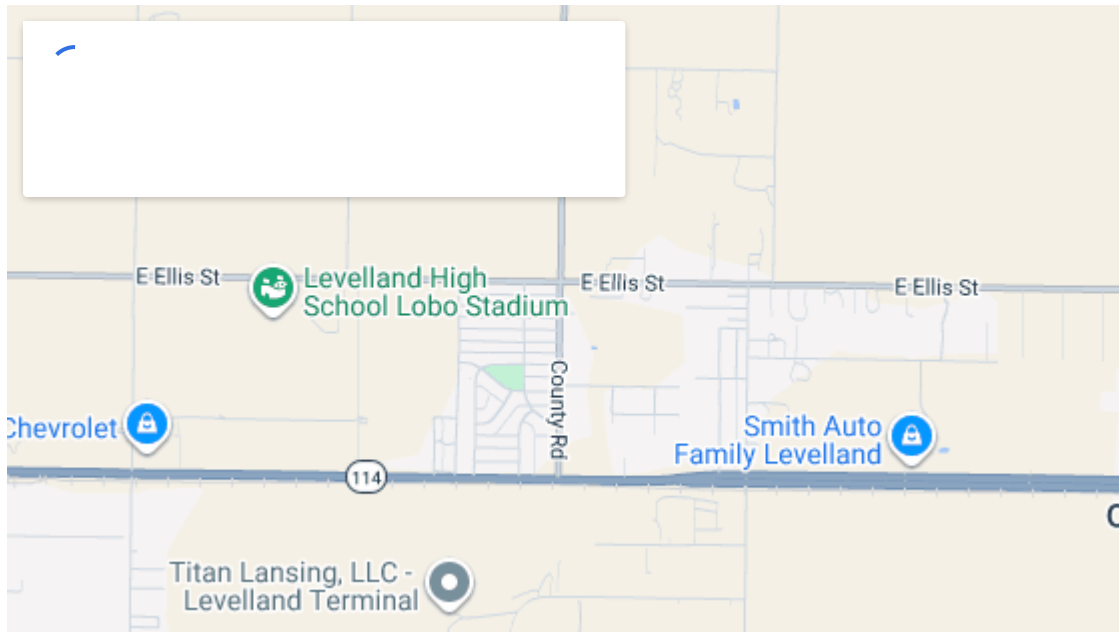 E Ellis St
Levelland High
School Lobo Stadium
E Ellis St
E Ellis St
County Rd
Chevrolet
Smith Auto
Family Levelland
114
Titan Lansing, LLC -
Levelland Terminal